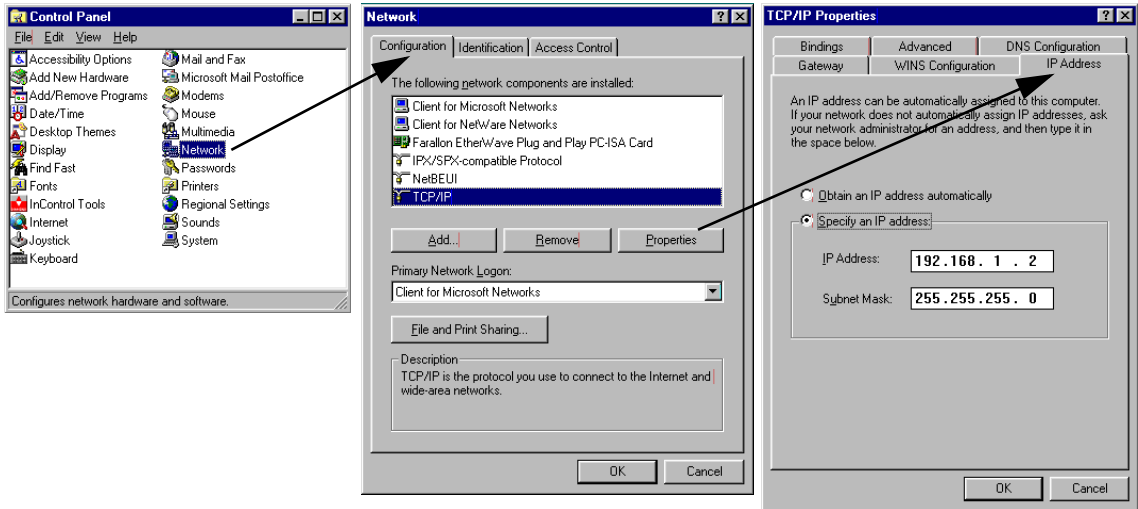 Control Panel
File Edit View Help
Accessibility Options
Add New Hardware
Add/Remove Programs
Date/Time
Desktop Themes
Display
Find Fast
Fonts
InControl Tools
Internet
Joystick
Keyboard
Mail and Fax
Microsoft Mail Postoffice
Modems
Mouse
Multimedia
Network
Passwords
Printers
Regional Settings
Sounds
System
Configures network hardware and software.
Network
Configuration Identification Access Control
The following network components are installed:
Client for Microsoft Networks
Client for NetWare Networks
Farallon EtherWave Plug and Play PC-ISA Card
IPX/SPX-compatible Protocol
NetBEUI
TCP/IP
Add... Remove Properties
Primary Network Logon:
Client for Microsoft Networks
File and Print Sharing...
Description
TCP/IP is the protocol you use to connect to the Internet and
wide-area networks.
OK Cancel
TCP/IP Properties
Bindings Advanced DNS Configuration
Gateway WINS Configuration IP Address
An IP address can be automatically assigned to this computer.
If your network does not automatically assign IP addresses, ask
your network administrator for an address, and then type it in
the space below.
Obtain an IP address automatically
Specify an IP address:
IP Address: 192.168. 1 . 2
Subnet Mask: 255.255.255. 0
OK Cancel